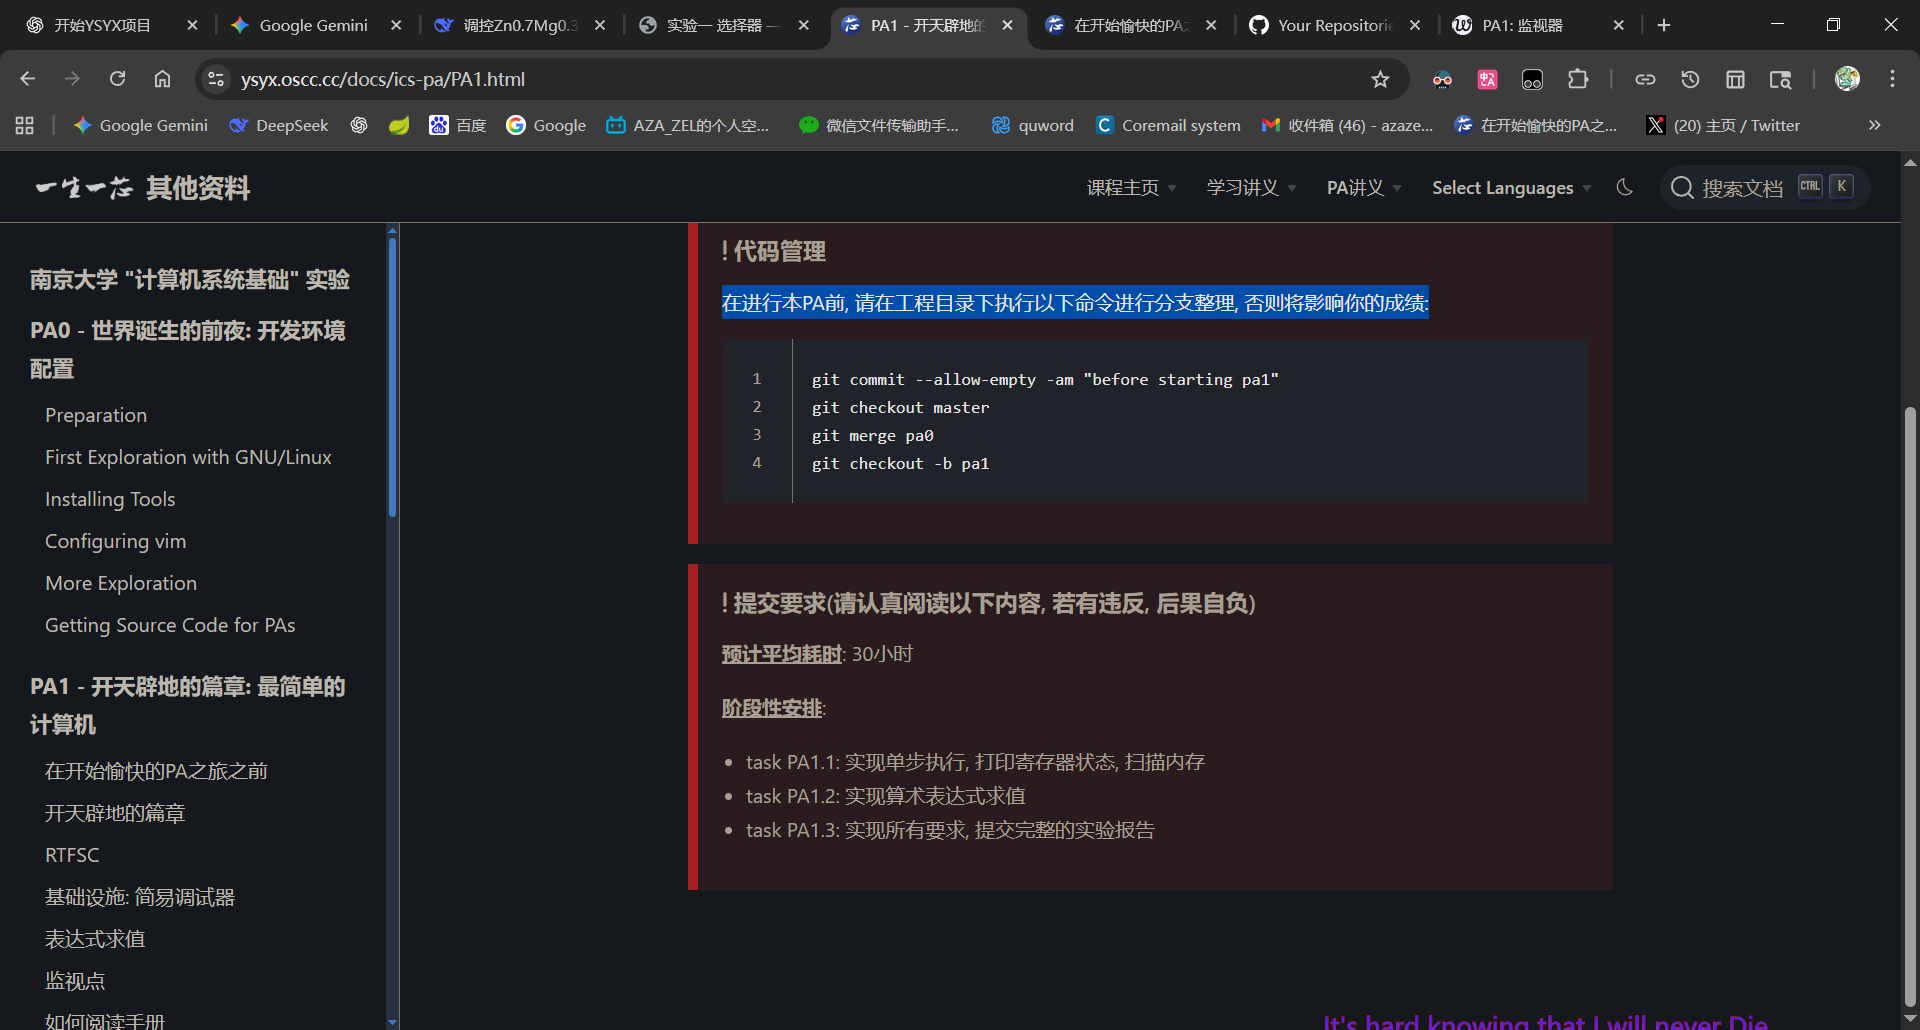 开始YSYX项目
Google Gemini
调控Zn0.7Mg0.3
实验一 选择器 —
PA1 - 开天辟地的
在开始愉快的PA之
Your Repositorie
PA1: 监视器
ysyx.oscc.cc/docs/ics-pa/PA1.html
Google Gemini
DeepSeek
百度
Google
AZA_ZEL的个人空...
微信文件传输助手...
quword
Coremail system
收件箱 (46) - azaze...
在开始愉快的PA之...
(20) 主页 / Twitter
一生一芯 其他资料
课程主页
学习讲义
PA讲义
Select Languages
搜索文档
CTRL K
南京大学 "计算机系统基础" 实验
PA0 - 世界诞生的前夜: 开发环境
配置
Preparation
First Exploration with GNU/Linux
Installing Tools
Configuring vim
More Exploration
Getting Source Code for PAs
PA1 - 开天辟地的篇章: 最简单的
计算机
在开始愉快的PA之旅之前
开天辟地的篇章
RTFSC
基础设施: 简易调试器
表达式求值
监视点
如何阅读手册
! 代码管理
在进行本PA前, 请在工程目录下执行以下命令进行分支整理, 否则将影响你的成绩:
1 git commit --allow-empty -am "before starting pa1"
2 git checkout master
3 git merge pa0
4 git checkout -b pa1
! 提交要求(请认真阅读以下内容, 若有违反, 后果自负)
预计平均耗时: 30小时
阶段性安排:
• task PA1.1: 实现单步执行, 打印寄存器状态, 扫描内存
• task PA1.2: 实现算术表达式求值
• task PA1.3: 实现所有要求, 提交完整的实验报告
It's hard knowing that I will never Die